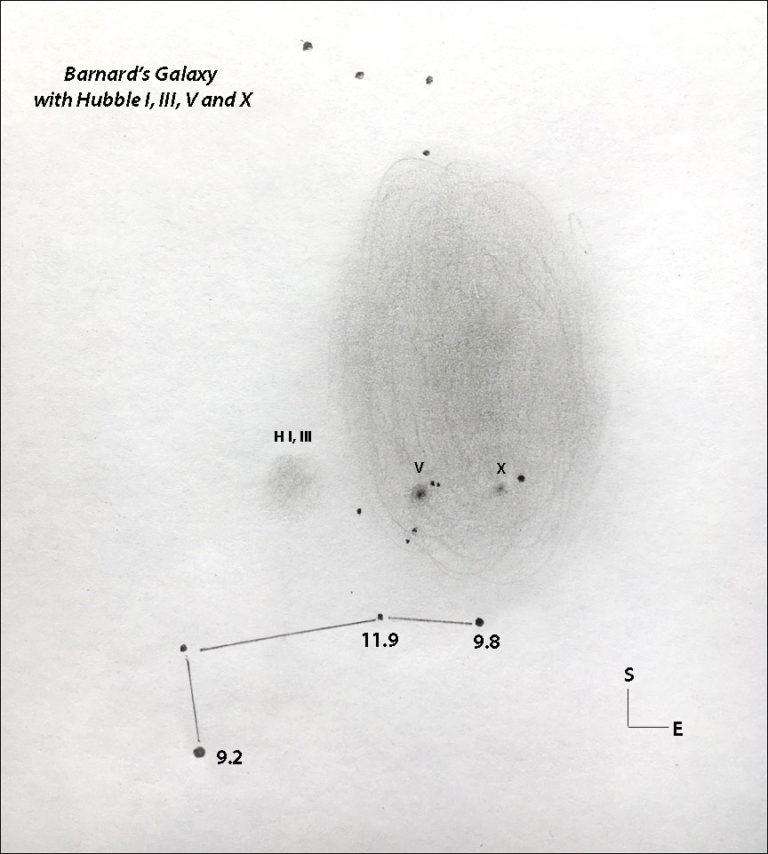 Barnard's Galaxy
with Hubble I, III, V and X
H I, III
V
X
11.9
9.8
S
E
9.2